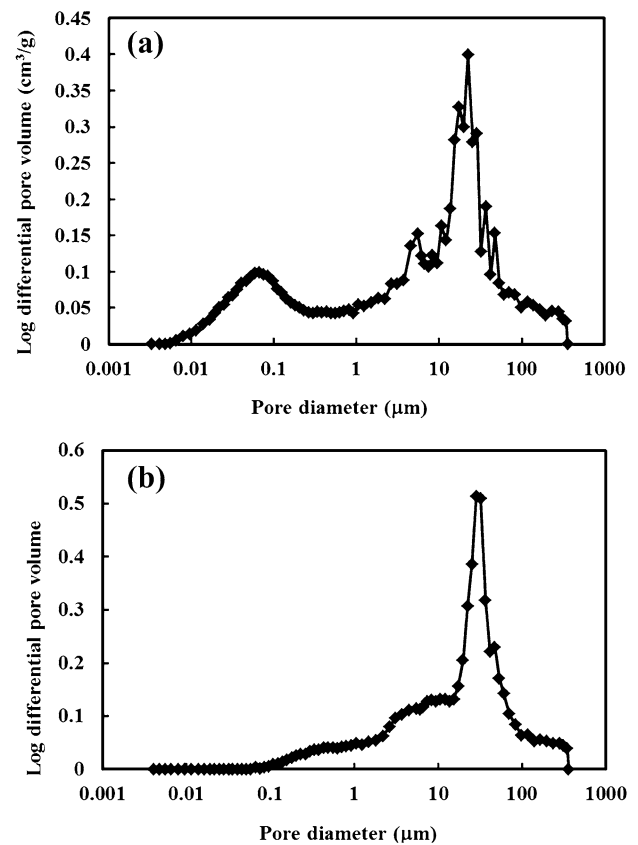 (a)
Log differential pore volume (cm³/g)
0.45
0.4
0.35
0.3
0.25
0.2
0.15
0.1
0.05
0
0.001 0.01 0.1 1 10 100 1000
Pore diameter (μm)
(b)
Log differential pore volume
0.6
0.5
0.4
0.3
0.2
0.1
0
0.001 0.01 0.1 1 10 100 1000
Pore diameter (μm)